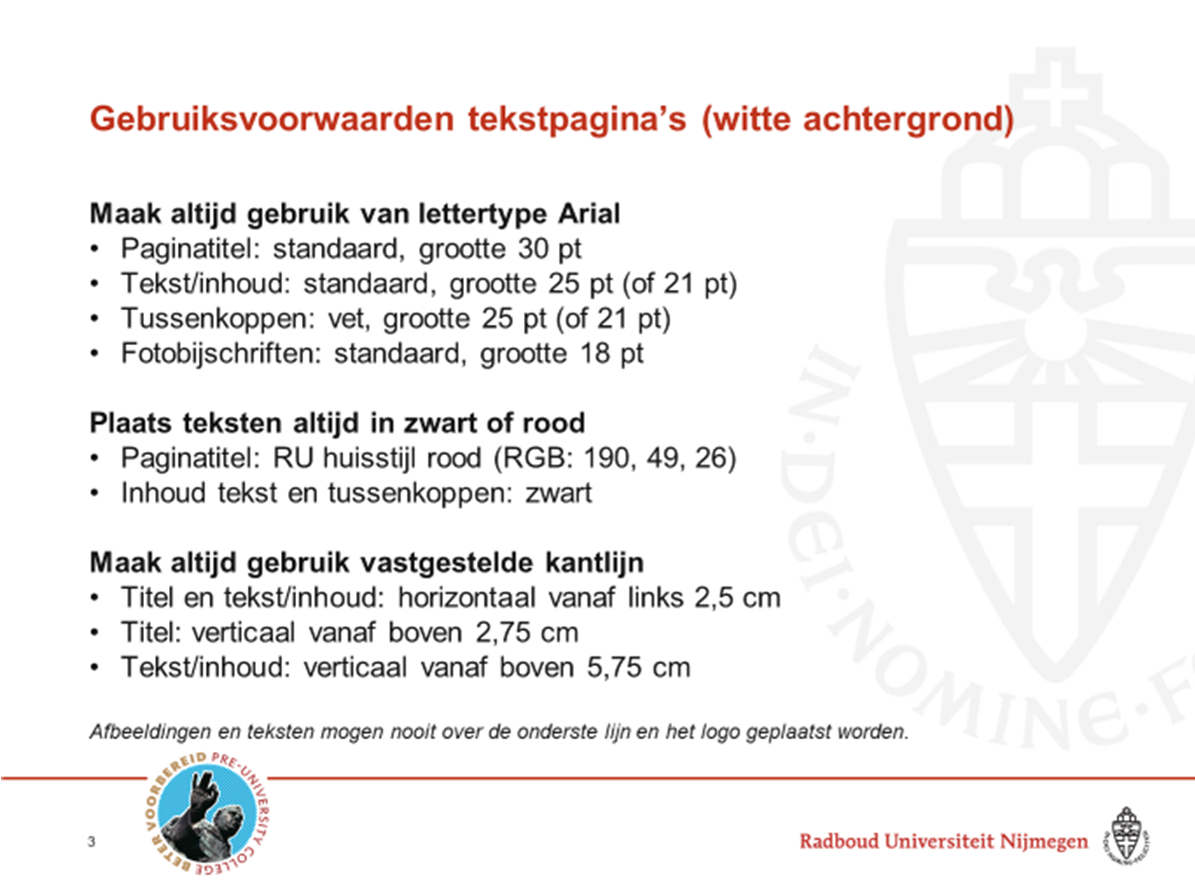 Gebruiksvoorwaarden tekstpagina’s (witte achtergrond)
Maak altijd gebruik van lettertype Arial
• Paginatitel: standaard, grootte 30 pt
• Tekst/inhoud: standaard, grootte 25 pt (of 21 pt)
• Tussenkoppen: vet, grootte 25 pt (of 21 pt)
• Fotobijschriften: standaard, grootte 18 pt
Plaats teksten altijd in zwart of rood
• Paginatitel: RU huisstijl rood (RGB: 190, 49, 26)
• Inhoud tekst en tussenkoppen: zwart
Maak altijd gebruik vastgestelde kantlijn
• Titel en tekst/inhoud: horizontaal vanaf links 2,5 cm
• Titel: verticaal vanaf boven 2,75 cm
• Tekst/inhoud: verticaal vanaf boven 5,75 cm
Afbeeldingen en teksten mogen nooit over de onderste lijn en het logo geplaatst worden.
IN·DEI·NOMINE·F
BETER VOORBEREID PRE-UNIVERSITY COLLEGE
3
Radboud Universiteit Nijmegen